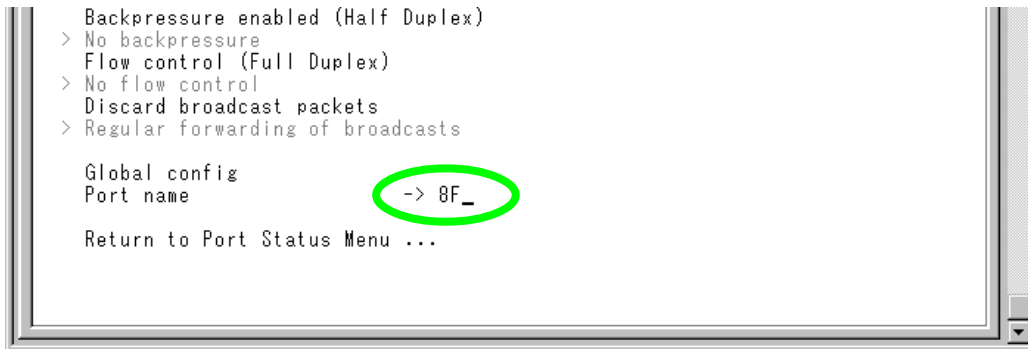 Backpressure enabled (Half Duplex)
> No backpressure
Flow control (Full Duplex)
> No flow control
Discard broadcast packets
> Regular forwarding of broadcasts
Global config
Port name -> 8F_
Return to Port Status Menu ...